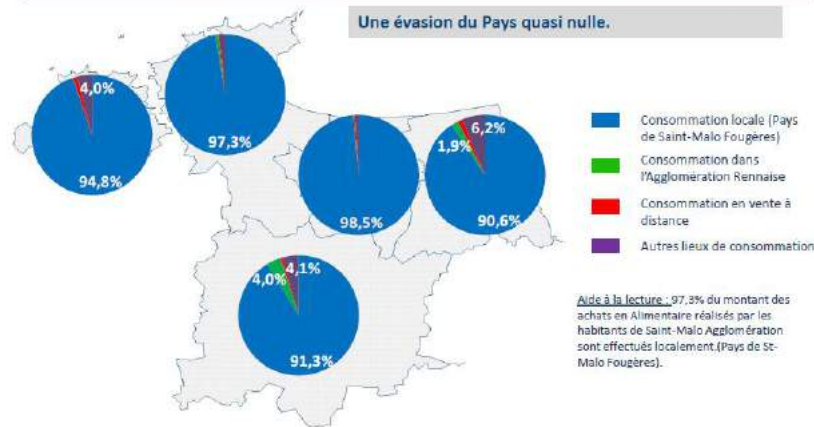 Une évasion du Pays quasi nulle.
4,0%
94,8%
97,3%
98,5%
6,2%
1,9%
90,6%
4,1%
4,0%
91,3%
Consommation locale (Pays
de Saint-Malo Fougères)
Consommation dans
l'Agglomération Rennaise
Consommation en vente à
distance
Autres lieux de consommation
Aide à la lecture : 97,3% du montant des
achats en Alimentaire réalisés par les
habitants de Saint-Malo Agglomération
sont effectués localement.(Pays de St-
Malo Fougères).